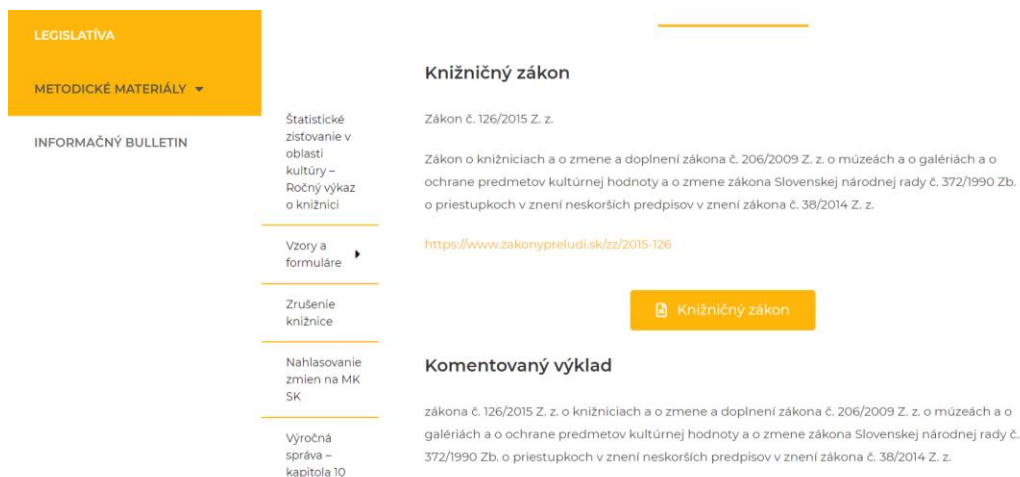 LEGISLATÍVA
METODICKÉ MATERIÁLY
INFORMAČNÝ BULLETIN
Štatistické
zisťovanie v
oblasti
kultúry –
Ročný výkaz
o knižnici
Vzory a
formuláre
Zrušenie
knižnice
Nahlasovanie
zmien na MK
SK
Výročná
správa –
kapitola 10
Knižničný zákon
Zákon č. 126/2015 Z. z.
Zákon o knižniciach a o zmene a doplnení zákona č. 206/2009 Z. z. o múzeách a o galériách a o
ochrane predmetov kultúrnej hodnoty a o zmene zákona Slovenskej národnej rady č. 372/1990 Zb.
o priestupkoch v znení neskorších predpisov v znení zákona č. 38/2014 Z. z.
https://www.zakonypreludi.sk/zz/2015-126
Knižničný zákon
Komentovaný výklad
zákona č. 126/2015 Z. z. o knižniciach a o zmene a doplnení zákona č. 206/2009 Z. z. o múzeách a o
galériách a o ochrane predmetov kultúrnej hodnoty a o zmene zákona Slovenskej národnej rady č.
372/1990 Zb. o priestupkoch v znení neskorších predpisov v znení zákona č. 38/2014 Z. z.